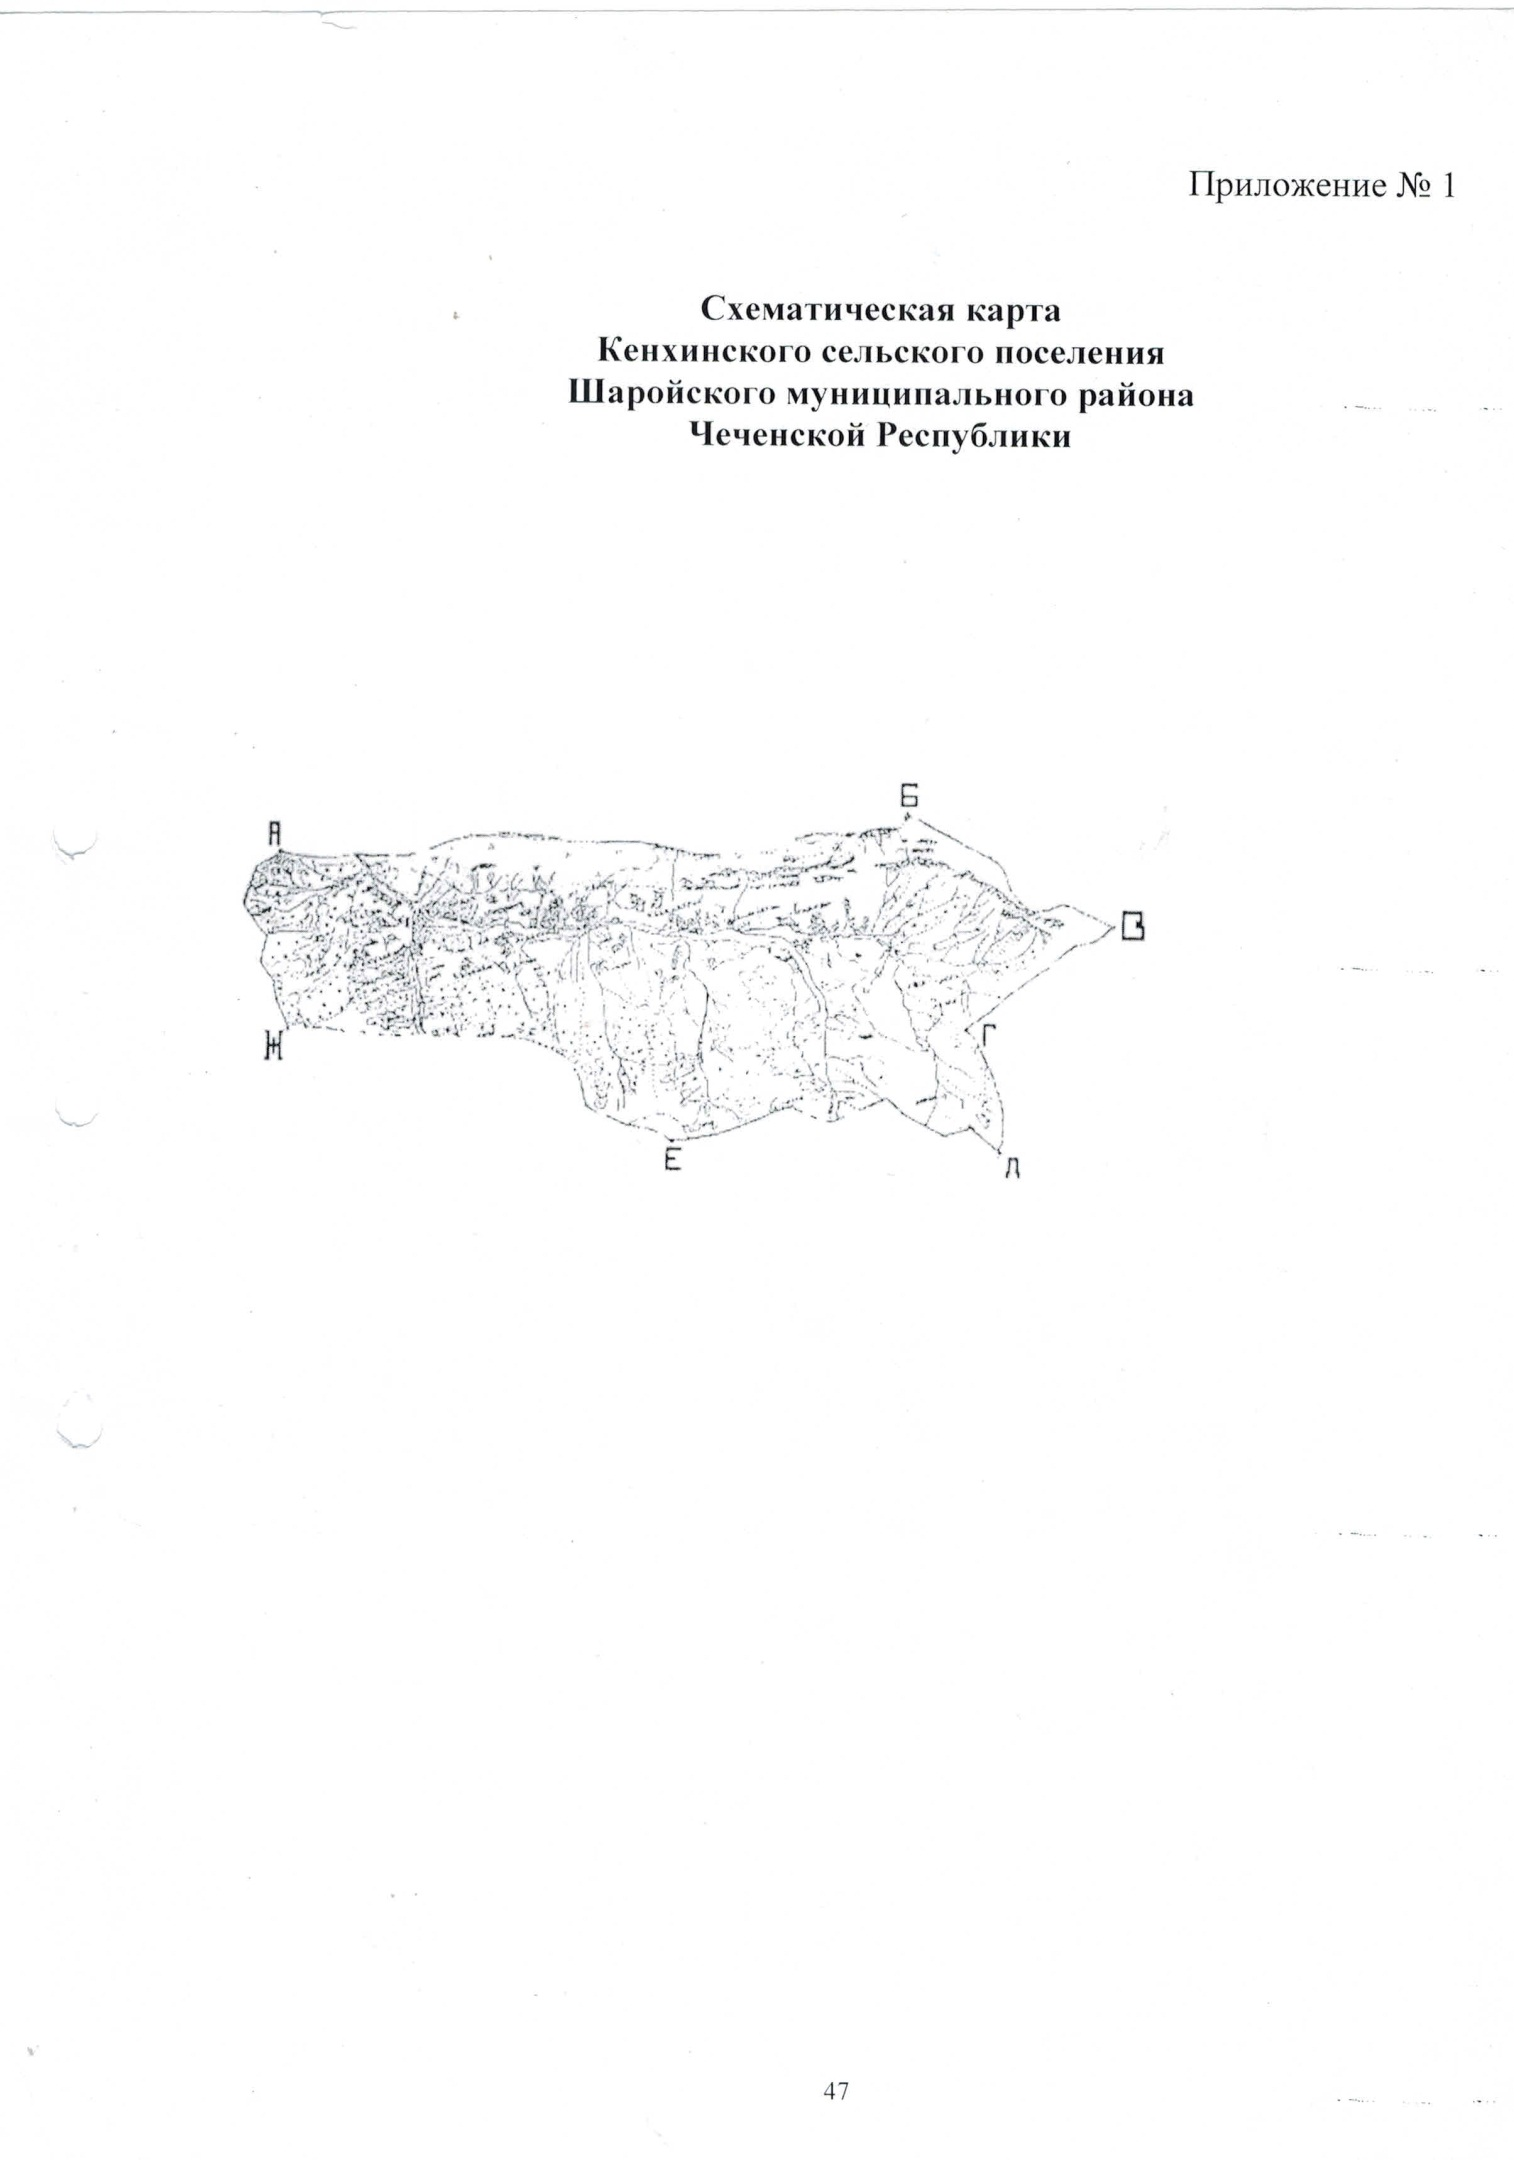 Приложение № 1
Схематическая карта
Кенхинского сельского поселения
Шаройского муниципального района
Чеченской Республики
Б
А
В
Г
Ж
Е
Д
47